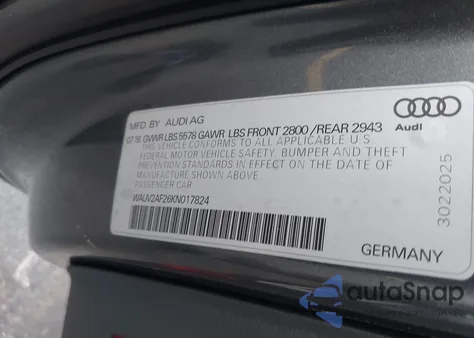 MFD. BY AUDI AG
07/18 GVWR LBS 5578 GAWR LBS FRONT 2800 /REAR 2943
THIS VEHICLE CONFORMS TO ALL APPLICABLE U.S.
FEDERAL MOTOR VEHICLE SAFETY, BUMPER AND THEFT
PREVENTION STANDARDS IN EFFECT ON THE DATE OF
MANUFACTURE SHOWN ABOVE
PASSENGER CAR
WAUV2AF26KN017824
Audi
3022025
GERMANY
autoSnap